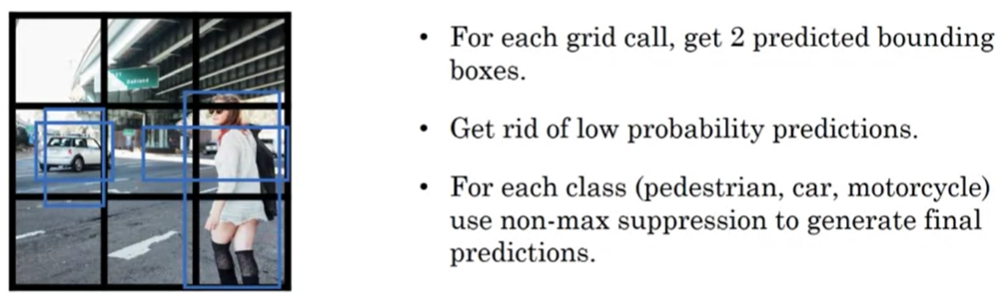 Oakland
• For each grid call, get 2 predicted bounding
boxes.
• Get rid of low probability predictions.
• For each class (pedestrian, car, motorcycle)
use non-max suppression to generate final
predictions.